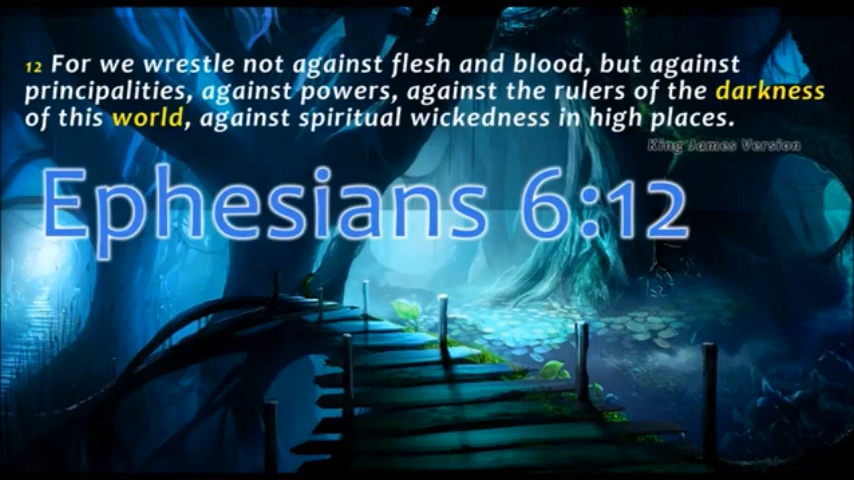 12 For we wrestle not against flesh and blood, but against
principalities, against powers, against the rulers of the darkness
of this world, against spiritual wickedness in high places.
King James Version
Ephesians 6:12